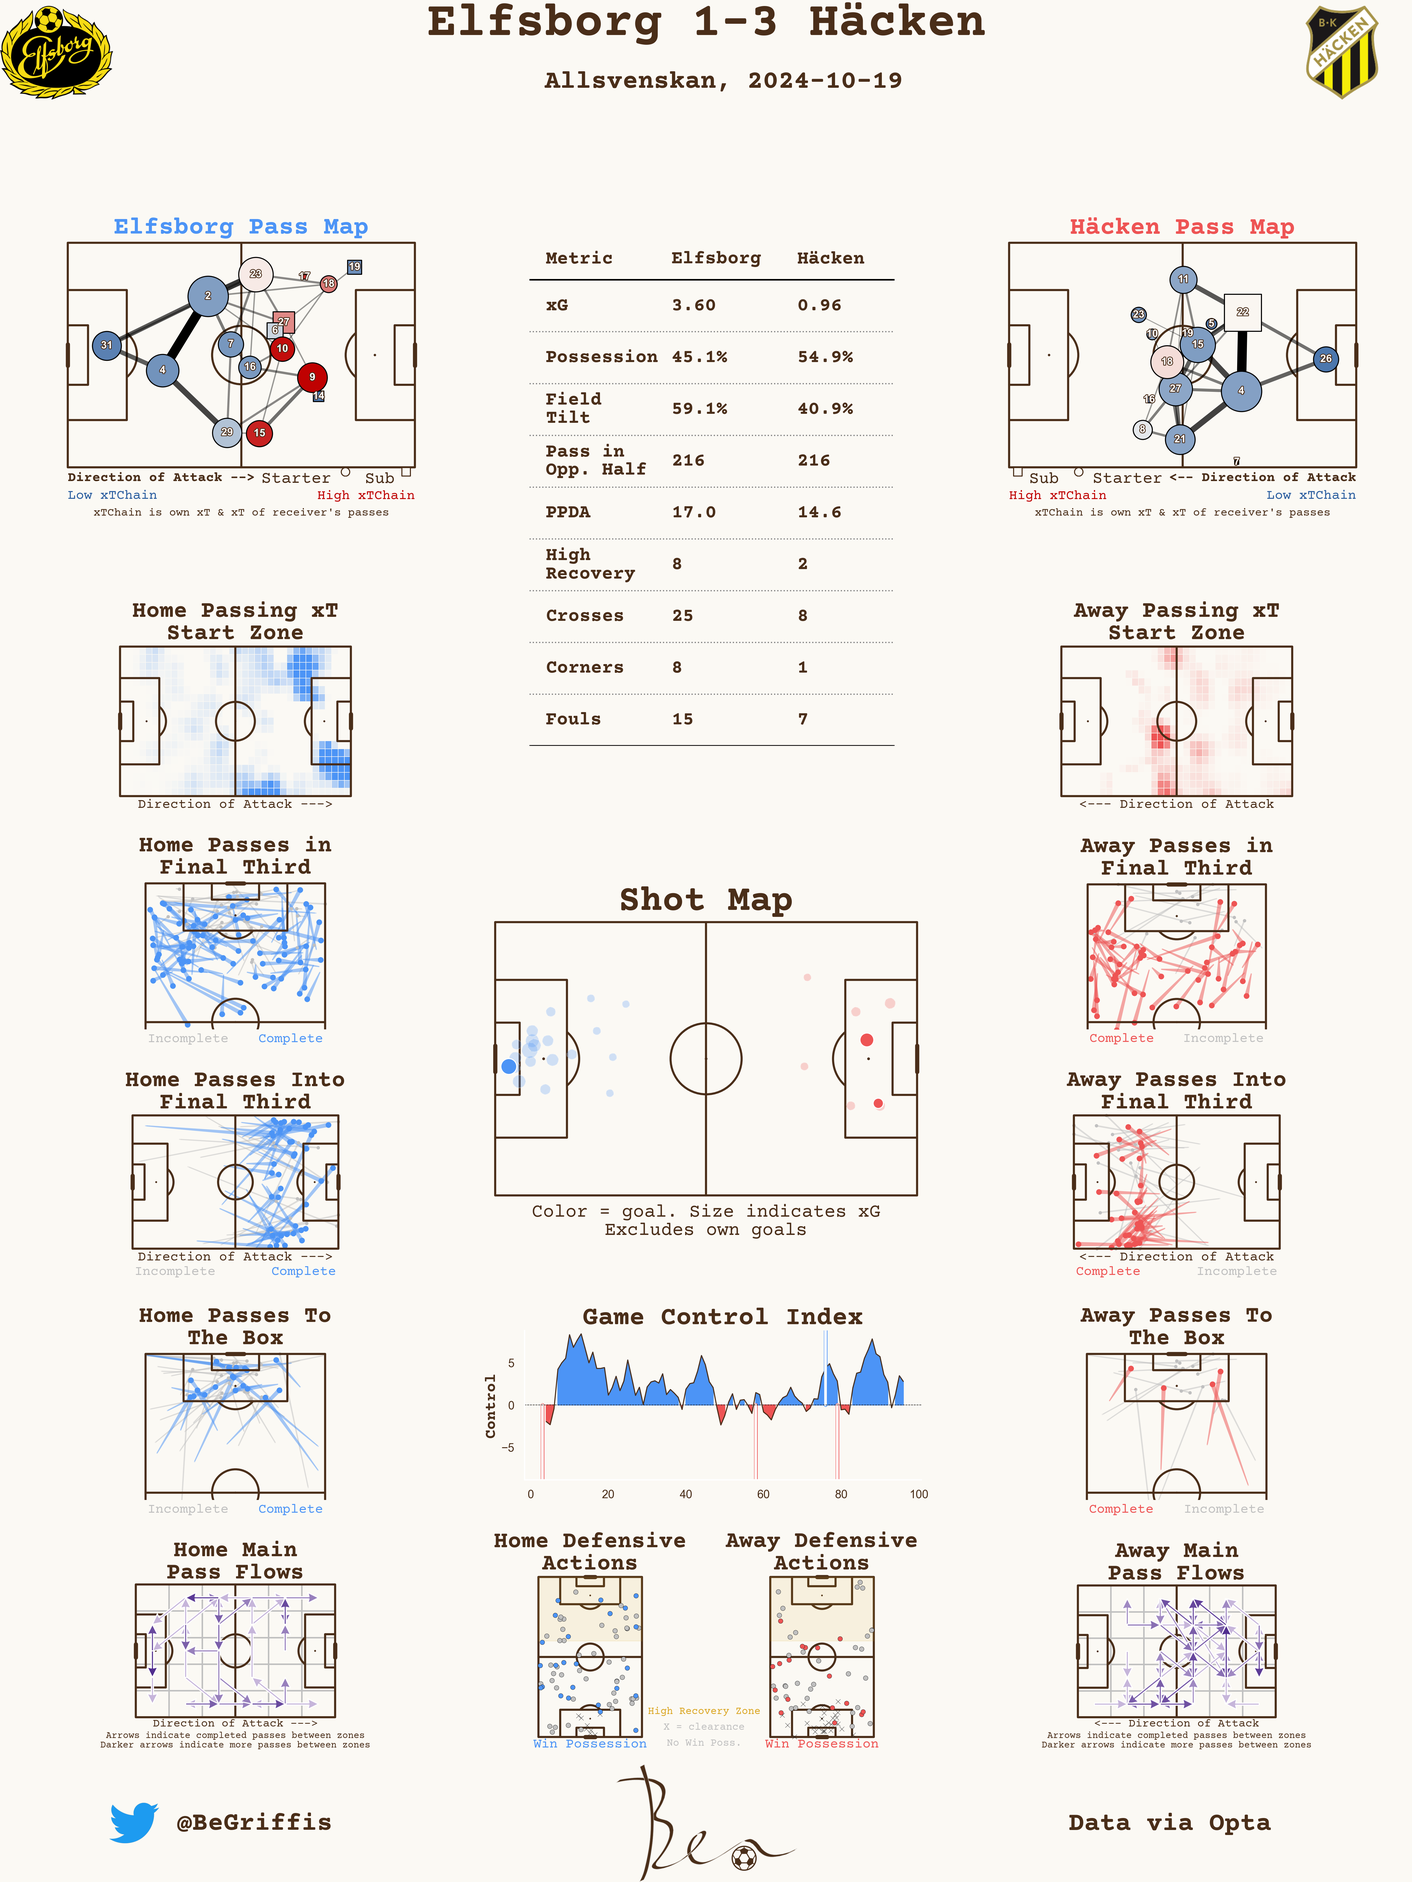 Elfsborg 1-3 Häcken
Allsvenskan, 2024-10-19
Elfsborg
B·K
HÄCKEN
Elfsborg Pass Map
23
17
19
18
2
27
6
31
7
10
4
16
9
14
29
15
Direction of Attack --> Starter Sub
Low xTChain High xTChain
xTChain is own xT & xT of receiver's passes
Metric Elfsborg Häcken
xG 3.60 0.96
Possession 45.1% 54.9%
Field
Tilt 59.1% 40.9%
Pass in
Opp. Half 216 216
PPDA 17.0 14.6
High
Recovery 8 2
Crosses 25 8
Corners 8 1
Fouls 15 7
Häcken Pass Map
11
22
23
5
10
19
15
18
26
27
4
16
8
21
7
Sub Starter <-- Direction of Attack
High xTChain Low xTChain
xTChain is own xT & xT of receiver's passes
Home Passing xT
Start Zone
Direction of Attack --->
Away Passing xT
Start Zone
<--- Direction of Attack
Home Passes in
Final Third
Incomplete Complete
Away Passes in
Final Third
Complete Incomplete
Shot Map
Color = goal. Size indicates xG
Excludes own goals
Home Passes Into
Final Third
Direction of Attack --->
Incomplete Complete
Away Passes Into
Final Third
<--- Direction of Attack
Complete Incomplete
Home Passes To
The Box
Incomplete Complete
Game Control Index
Control
5
0
−5
0 20 40 60 80 100
Away Passes To
The Box
Complete Incomplete
Home Main
Pass Flows
Direction of Attack --->
Arrows indicate completed passes between zones
Darker arrows indicate more passes between zones
Home Defensive
Actions
Win Possession
Away Defensive
Actions
Win Possession
High Recovery Zone
X = clearance
No Win Poss.
Away Main
Pass Flows
<--- Direction of Attack
Arrows indicate completed passes between zones
Darker arrows indicate more passes between zones
@BeGriffis
Ben
Data via Opta